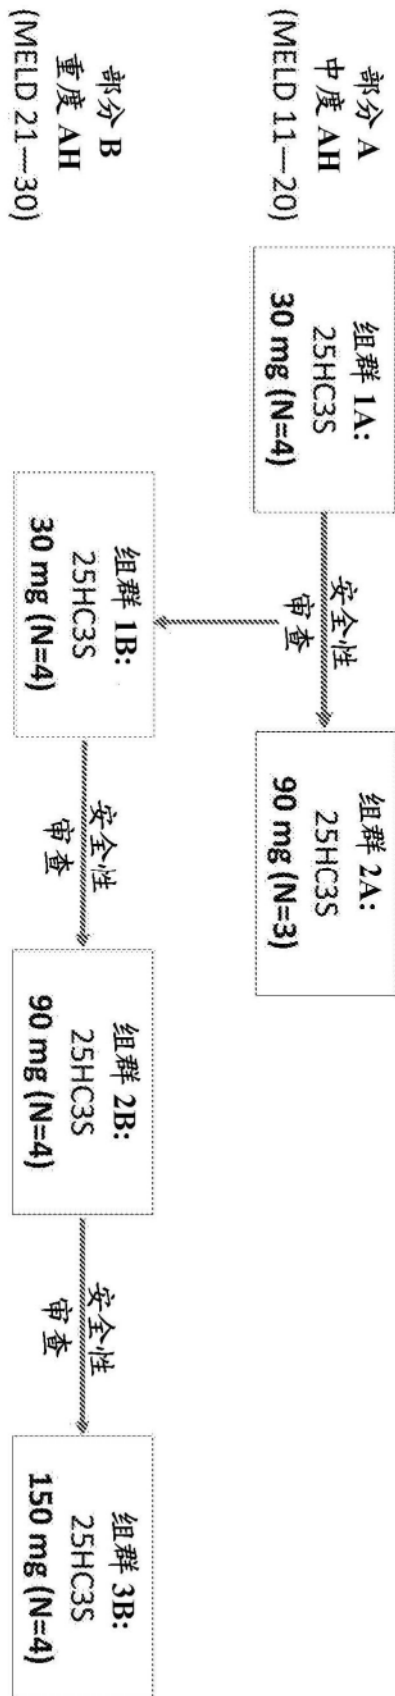 部分 A
中度 AH
(MELD 11—20)
组群 1A:
25HC3S
30 mg (N=4)
安全性
审查
组群 2A:
25HC3S
90 mg (N=3)
部分 B
重度 AH
(MELD 21—30)
组群 1B:
25HC3S
30 mg (N=4)
安全性
审查
组群 2B:
25HC3S
90 mg (N=4)
安全性
审查
组群 3B:
25HC3S
150 mg (N=4)